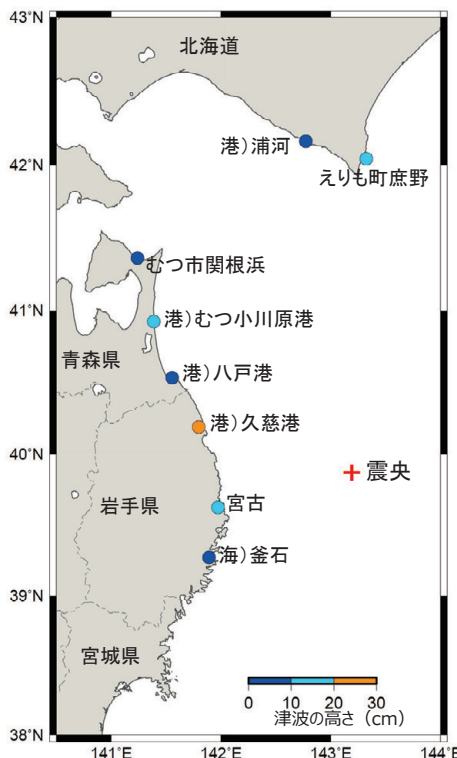 43˚N
北海道
港）浦河
42˚N
えりも町庶野
むつ市関根浜
41˚N
港）むつ小川原港
青森県
港）八戸港
港）久慈港
40˚N
震央
岩手県
宮古
海）釜石
39˚N
宮城県
0 10 20 30
津波の高さ（cm）
38˚N
141˚E 142˚E 143˚E 144˚E